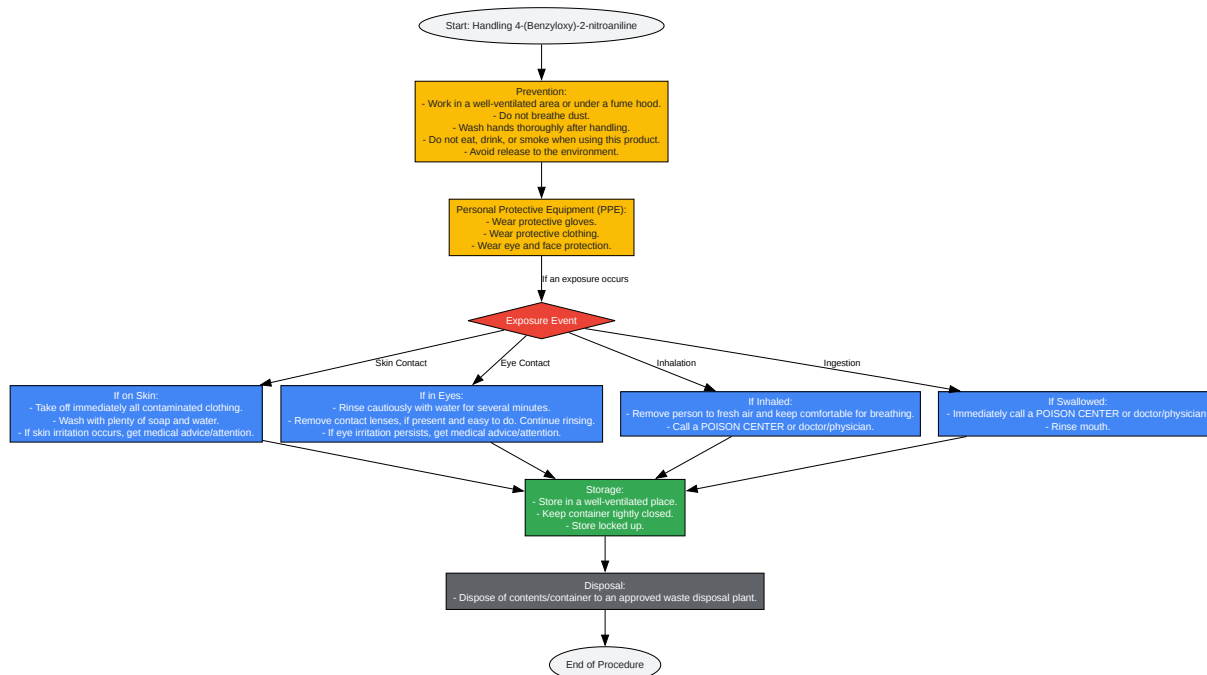 Start: Handling 4-(Benzyloxy)-2-nitroaniline
Prevention:
- Work in a well-ventilated area or under a fume hood.
- Do not breathe dust.
- Wash hands thoroughly after handling.
- Do not eat, drink, or smoke when using this product.
- Avoid release to the environment.
Personal Protective Equipment (PPE):
- Wear protective gloves.
- Wear protective clothing.
- Wear eye and face protection.
If an exposure occurs
Exposure Event
Skin Contact
Eye Contact
Inhalation
Ingestion
If on Skin:
- Take off immediately all contaminated clothing.
- Wash with plenty of soap and water.
- If skin irritation occurs, get medical advice/attention.
If in Eyes:
- Rinse cautiously with water for several minutes.
- Remove contact lenses, if present and easy to do. Continue rinsing.
- If eye irritation persists, get medical advice/attention.
If Inhaled:
- Remove person to fresh air and keep comfortable for breathing.
- Call a POISON CENTER or doctor/physician.
If Swallowed:
- Immediately call a POISON CENTER or doctor/physician
- Rinse mouth.
Storage:
- Store in a well-ventilated place.
- Keep container tightly closed.
- Store locked up.
Disposal:
- Dispose of contents/container to an approved waste disposal plant.
End of Procedure